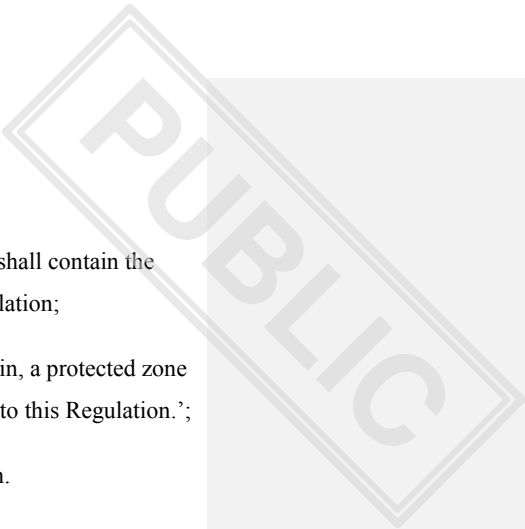 shall contain the
lation;
in, a protected zone
to this Regulation.’;
n.
PUBLIC